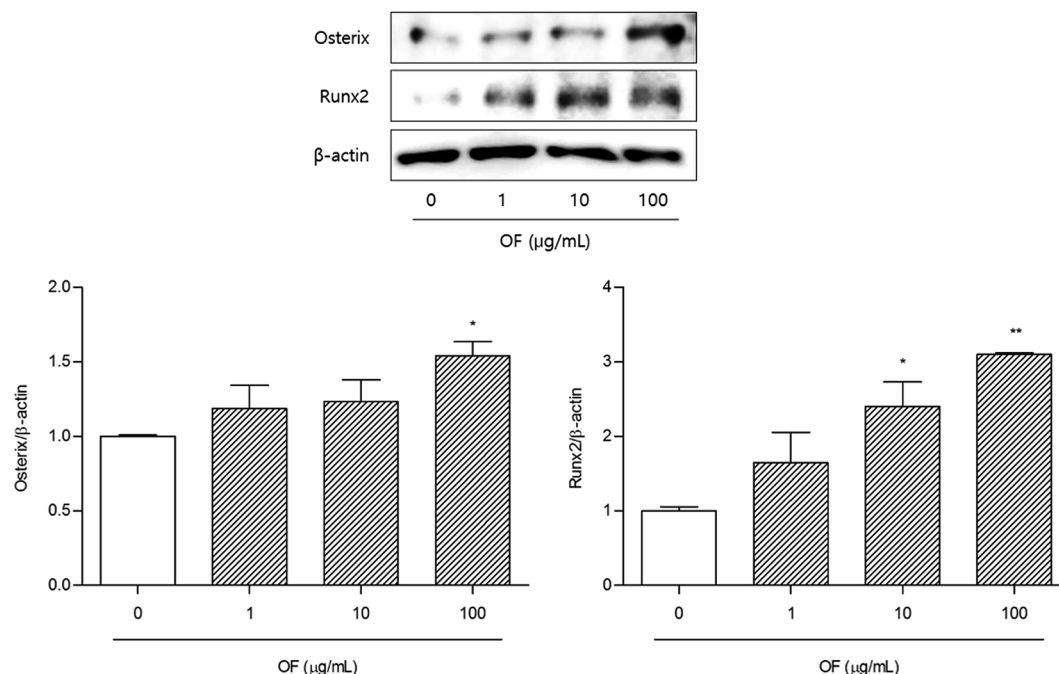 Osterix
Runx2
β-actin
0 1 10 100
OF (µg/mL)
2.0
1.5
1.0
0.5
0.0
Osterix/β-actin
*
0 1 10 100
OF (µg/mL)
4
3
2
1
0
Runx2/β-actin
*
**
0 1 10 100
OF (µg/mL)